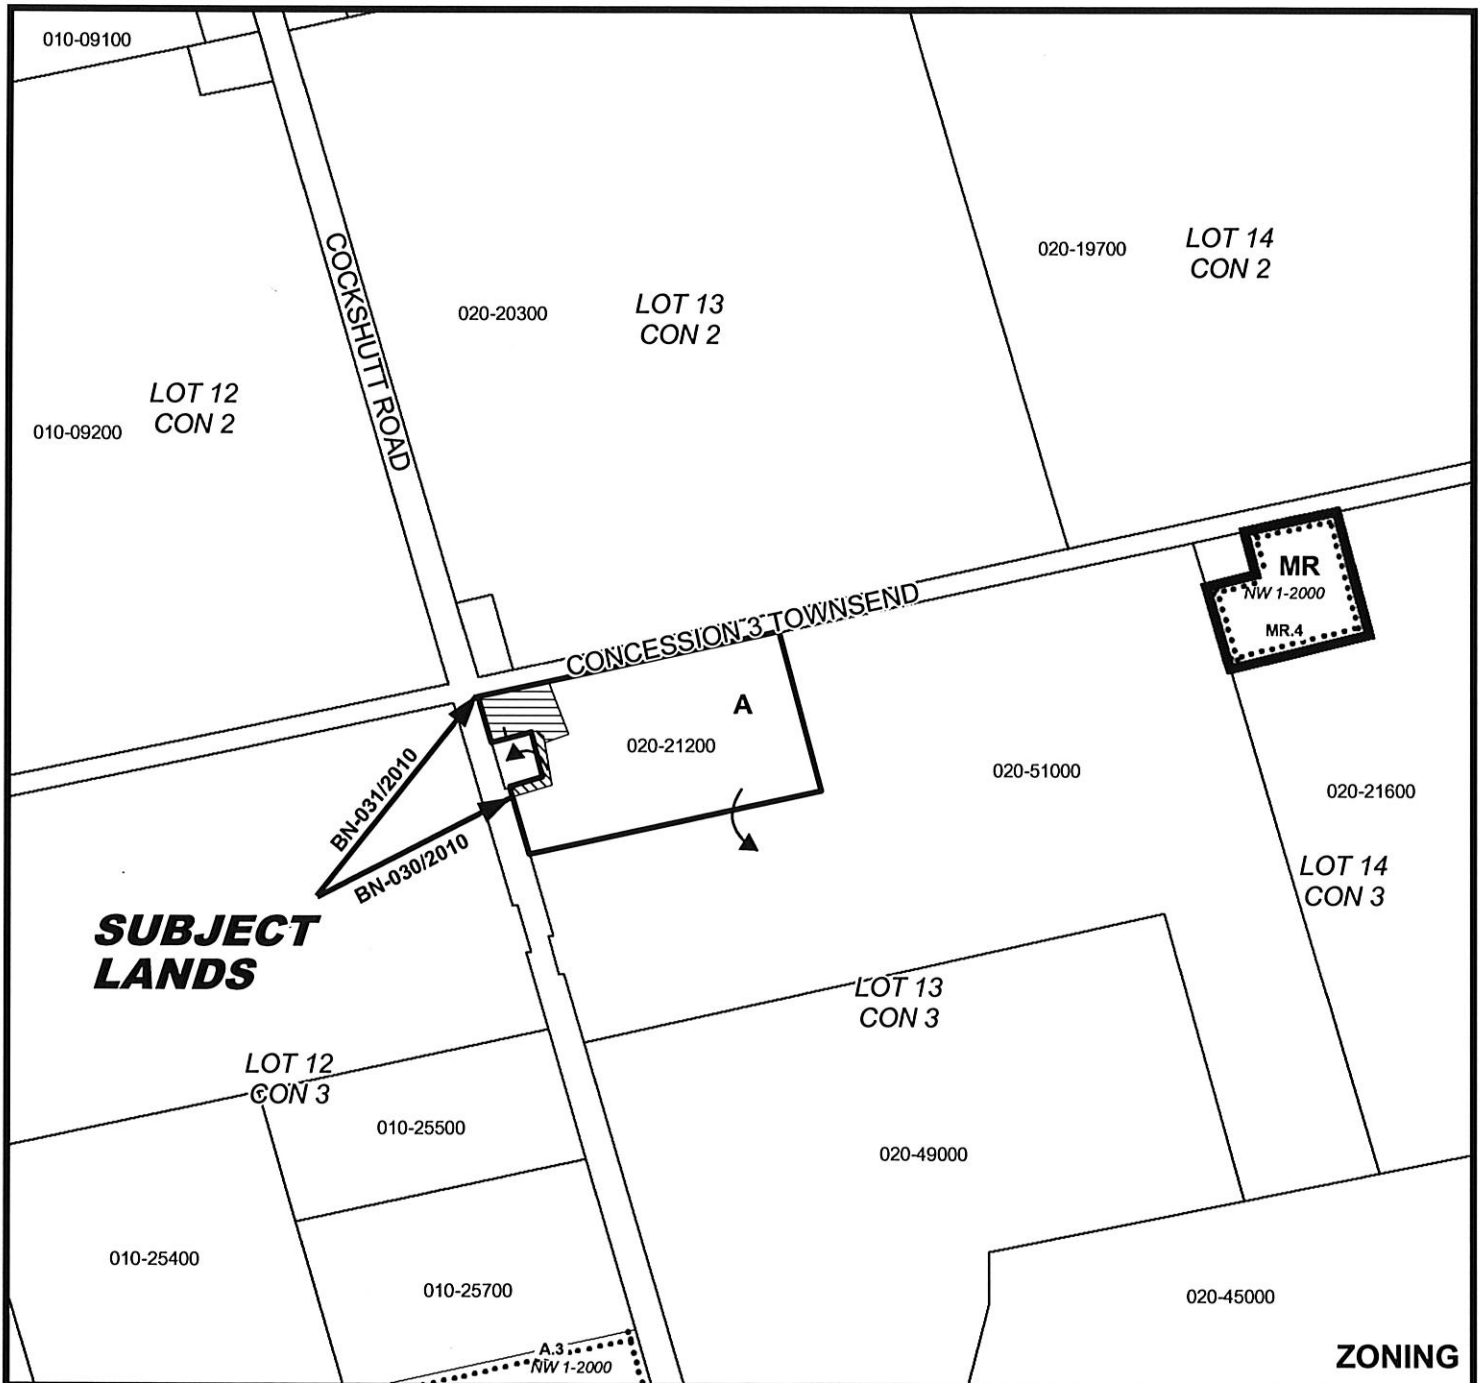 010-09100
COCKSHUTT ROAD
020-19700
LOT 14
CON 2
020-20300
LOT 13
CON 2
LOT 12
CON 2
010-09200
MR
NW 1-2000
MR.4
CONCESSION 3 TOWNSEND
A
020-21200
020-51000
020-21600
BN-031/2010
BN-030/2010
LOT 14
CON 3
SUBJECT
LANDS
LOT 13
CON 3
LOT 12
CON 3
010-25500
020-49000
010-25400
010-25700
020-45000
A.3
NW 1-2000
ZONING